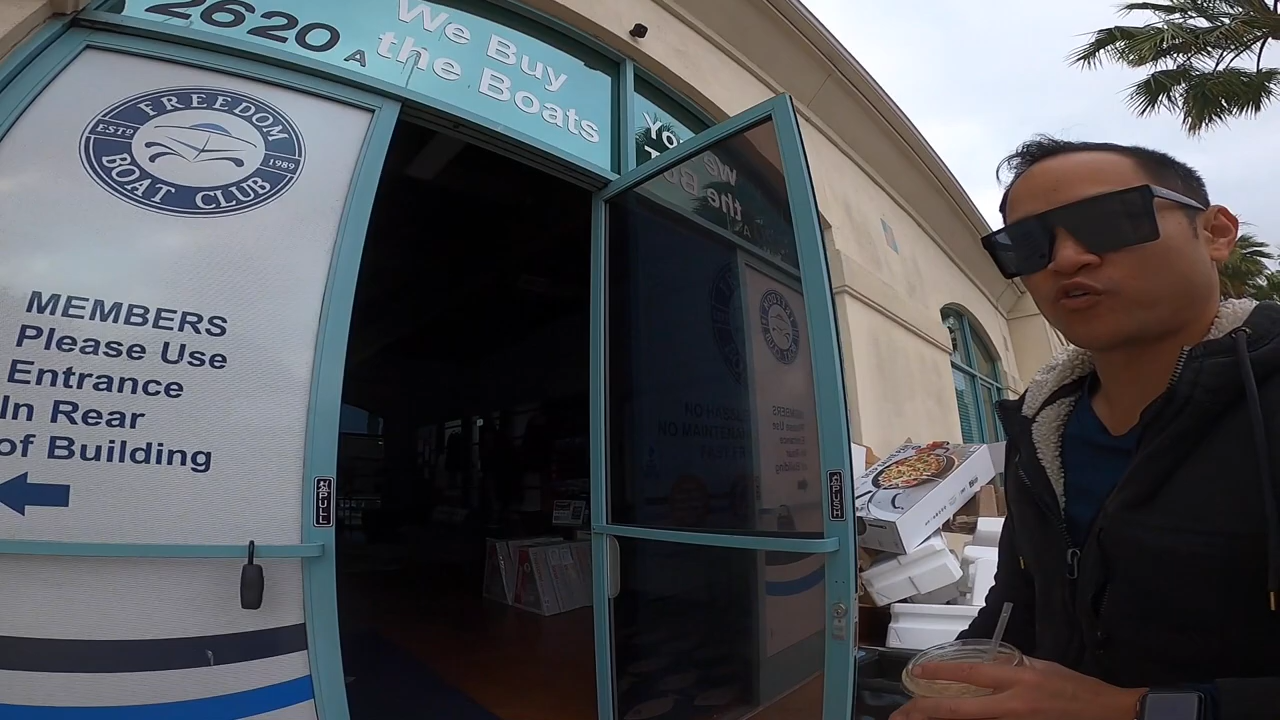 2620 A
We Buy
the Boats
Yo
FREEDOM
BOAT CLUB
ESTD
1989
MEMBERS
Please Use
Entrance
In Rear
of Building
PULL
PUSH